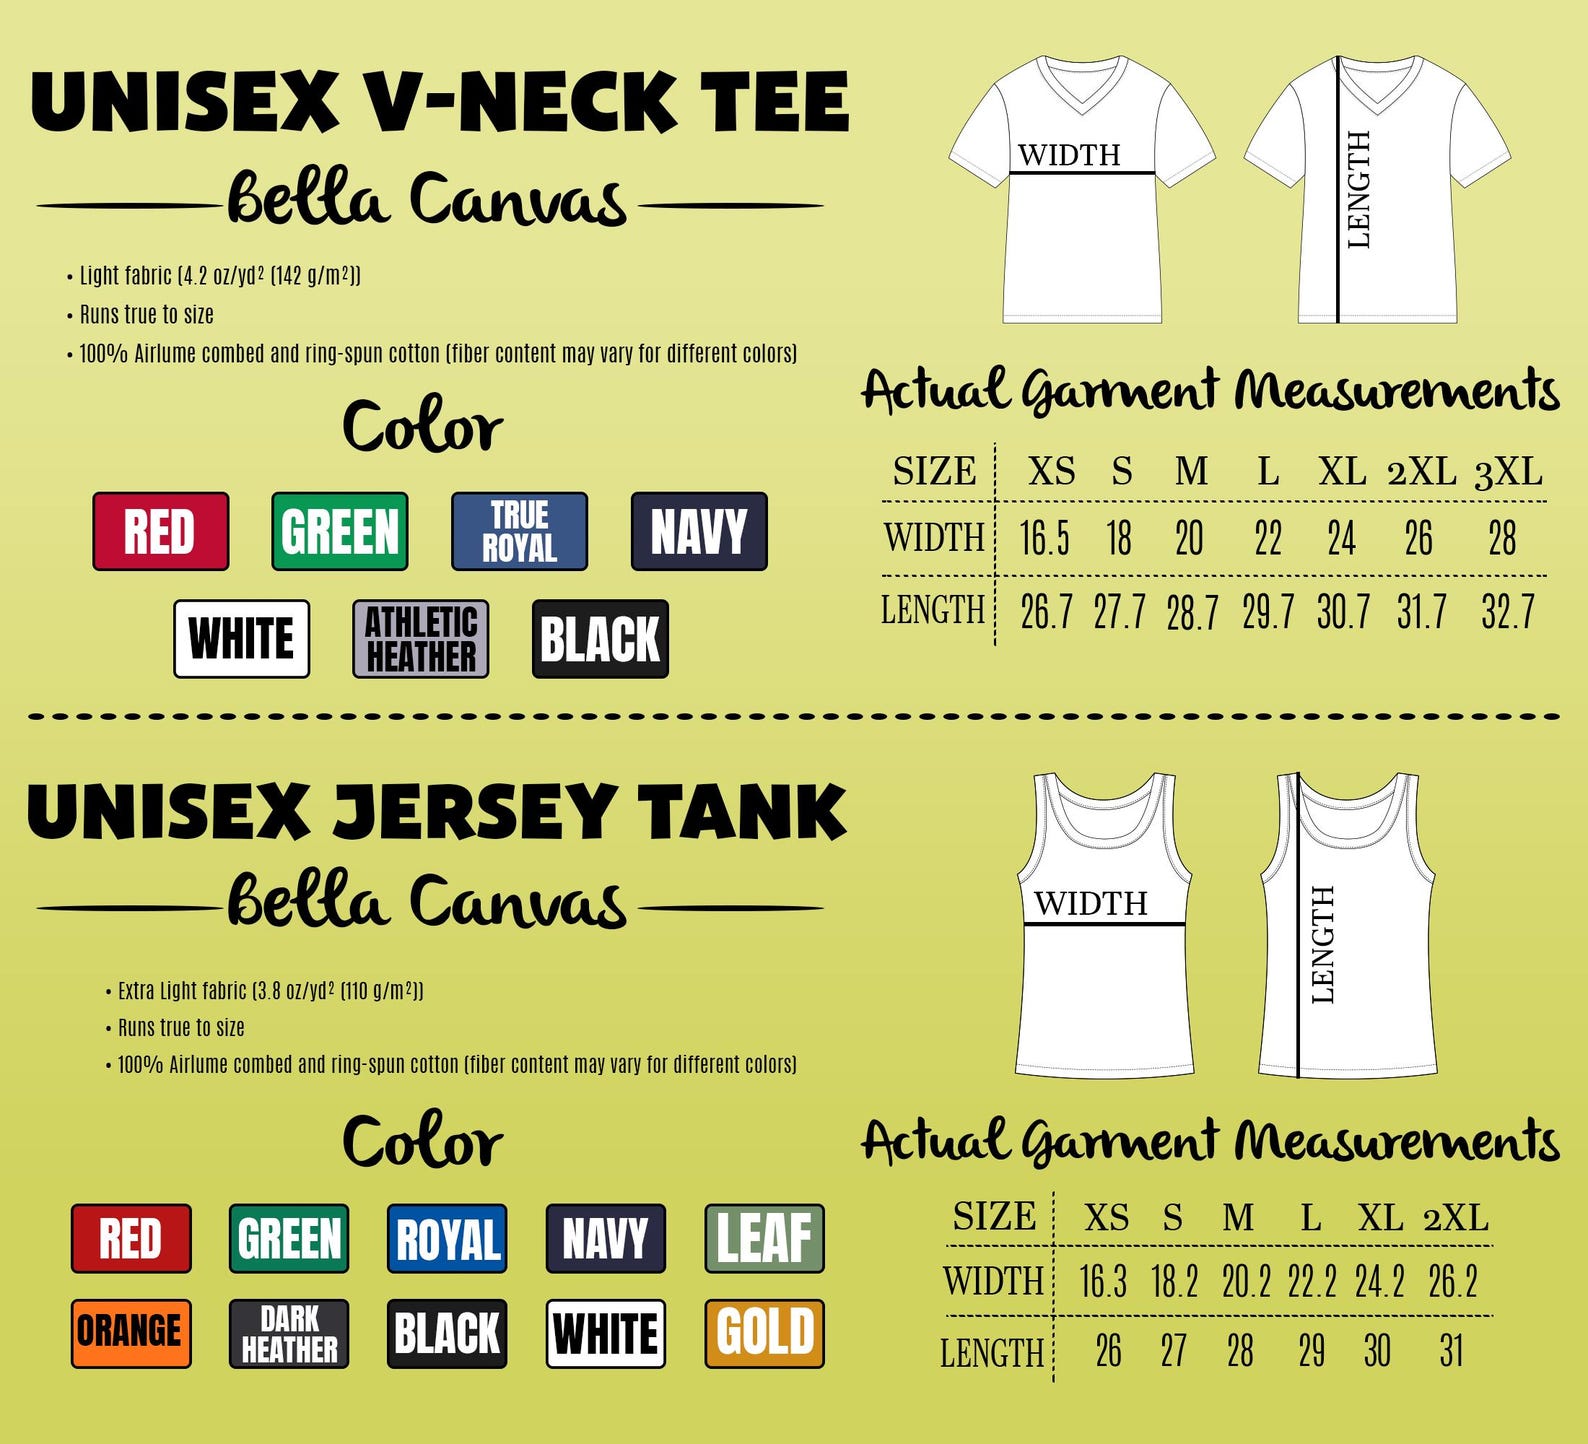 UNISEX V-NECK TEE
Bella Canvas
• Light fabric (4.2 oz/yd² (142 g/m²))
• Runs true to size
• 100% Airlume combed and ring-spun cotton (fiber content may vary for different colors)
Color
RED GREEN TRUE ROYAL NAVY
WHITE ATHLETIC HEATHER BLACK
WIDTH
LENGTH
Actual Garment Measurements
SIZE XS S M L XL 2XL 3XL
WIDTH 16.5 18 20 22 24 26 28
LENGTH 26.7 27.7 28.7 29.7 30.7 31.7 32.7
UNISEX JERSEY TANK
Bella Canvas
• Extra Light fabric (3.8 oz/yd² (110 g/m²))
• Runs true to size
• 100% Airlume combed and ring-spun cotton (fiber content may vary for different colors)
Color
RED GREEN ROYAL NAVY LEAF
ORANGE DARK HEATHER BLACK WHITE GOLD
WIDTH
LENGTH
Actual Garment Measurements
SIZE XS S M L XL 2XL
WIDTH 16.3 18.2 20.2 22.2 24.2 26.2
LENGTH 26 27 28 29 30 31